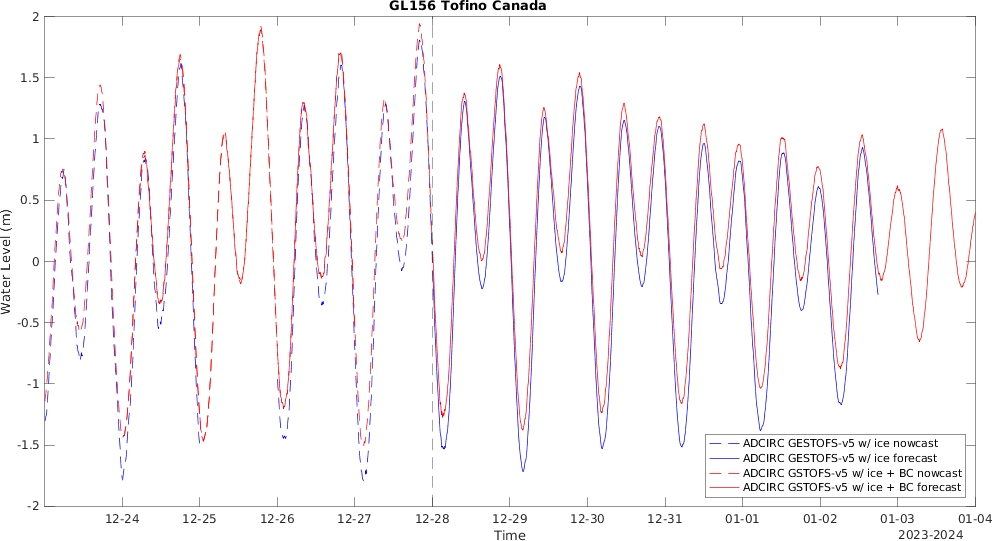 GL156 Tofino Canada
2
1.5
1
0.5
0
-0.5
-1
-1.5
-2
Water Level (m)
12-24 12-25 12-26 12-27 12-28 12-29 12-30 12-31 01-01 01-02 01-03 01-04
Time
2023-2024
ADCIRC GESTOFS-v5 w/ ice nowcast
ADCIRC GESTOFS-v5 w/ ice forecast
ADCIRC GSTOFS-v5 w/ ice + BC nowcast
ADCIRC GSTOFS-v5 w/ ice + BC forecast